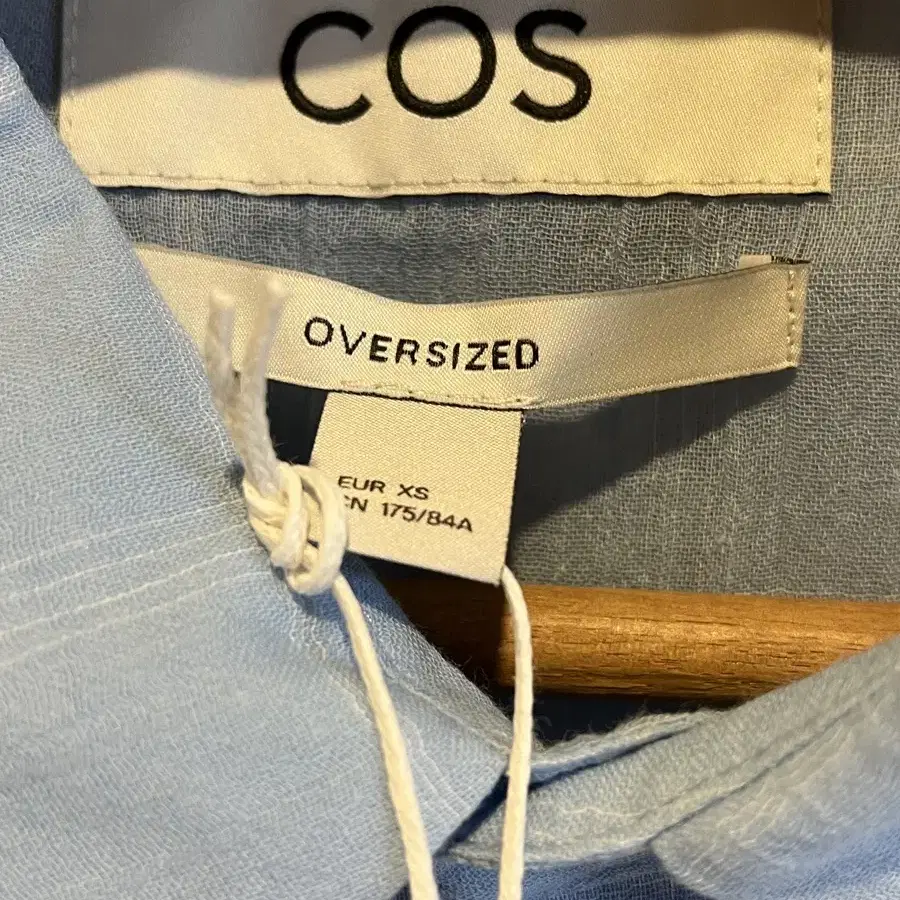 COS
OVERSIZED
EUR XS
CN 175/84A